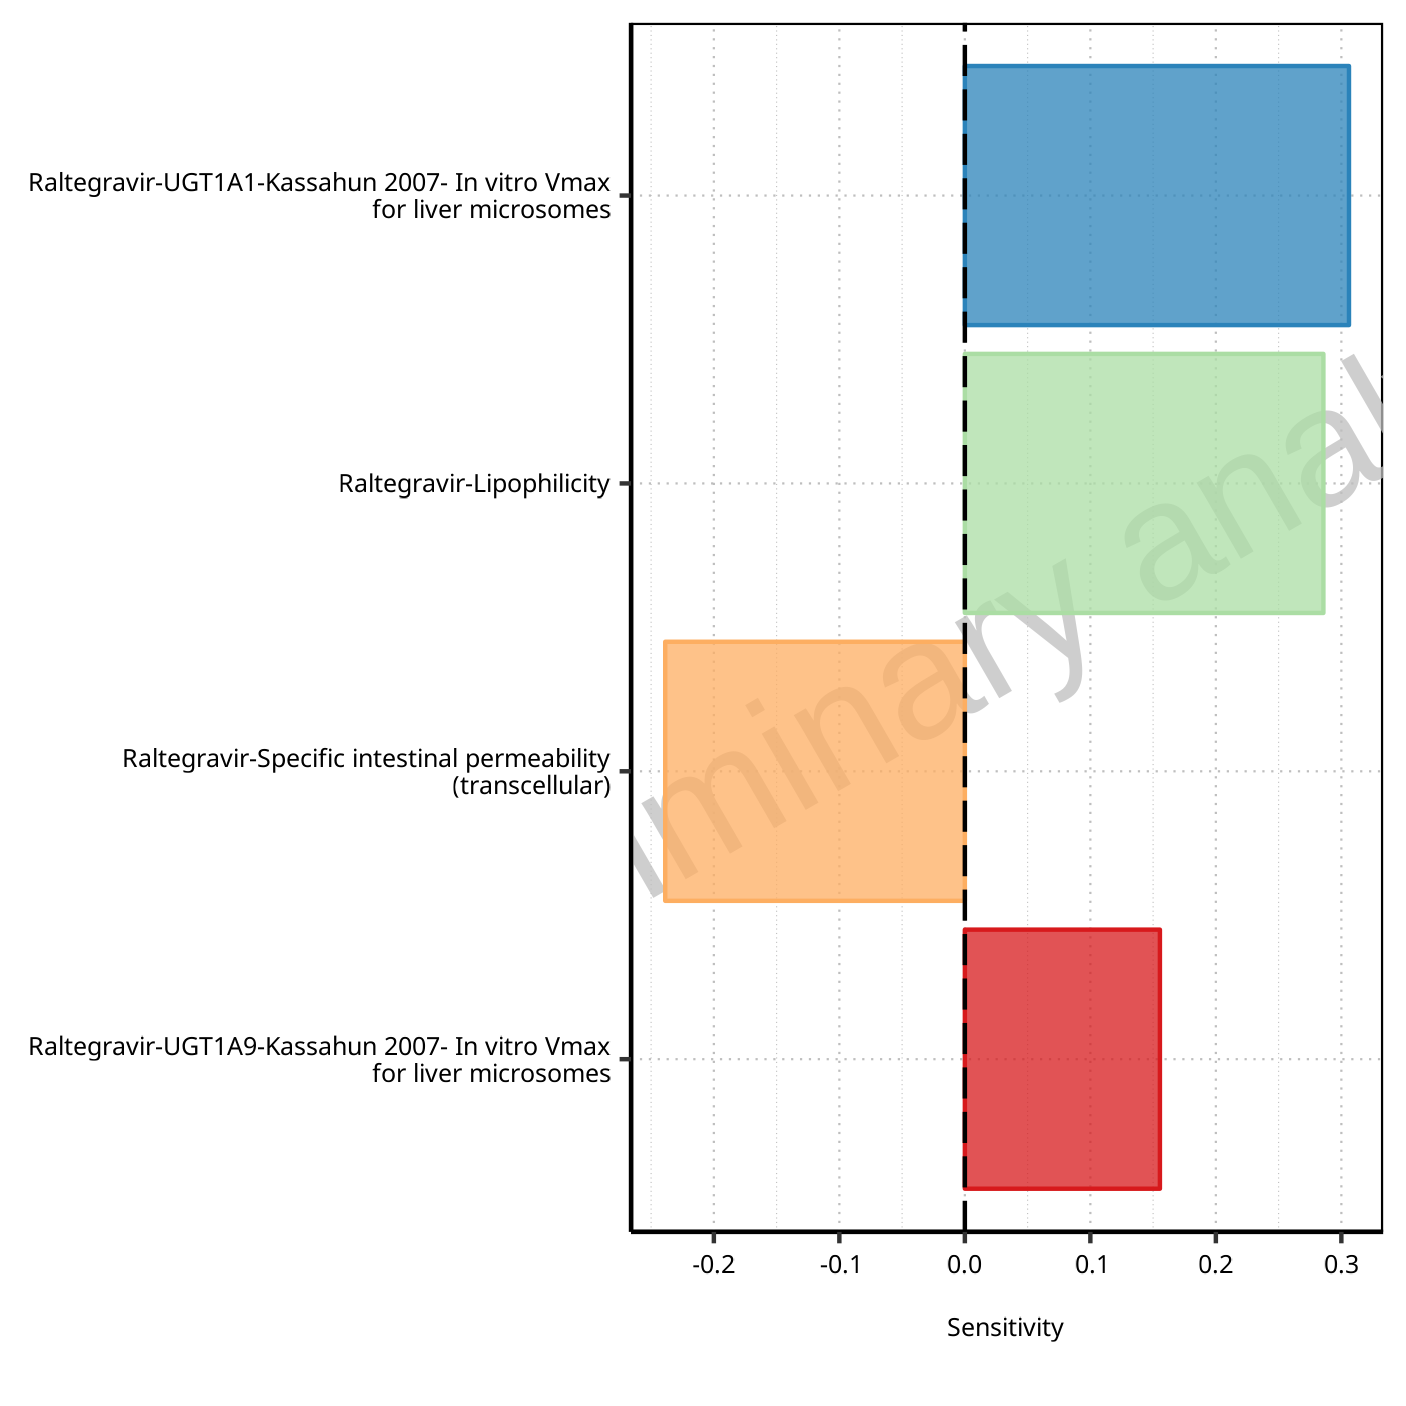 Raltegravir-UGT1A1-Kassahun 2007- In vitro Vmax
for liver microsomes
Raltegravir-Lipophilicity
Raltegravir-Specific intestinal permeability
(transcellular)
Raltegravir-UGT1A9-Kassahun 2007- In vitro Vmax
for liver microsomes
minary anal
-0.2 -0.1 0.0 0.1 0.2 0.3
Sensitivity